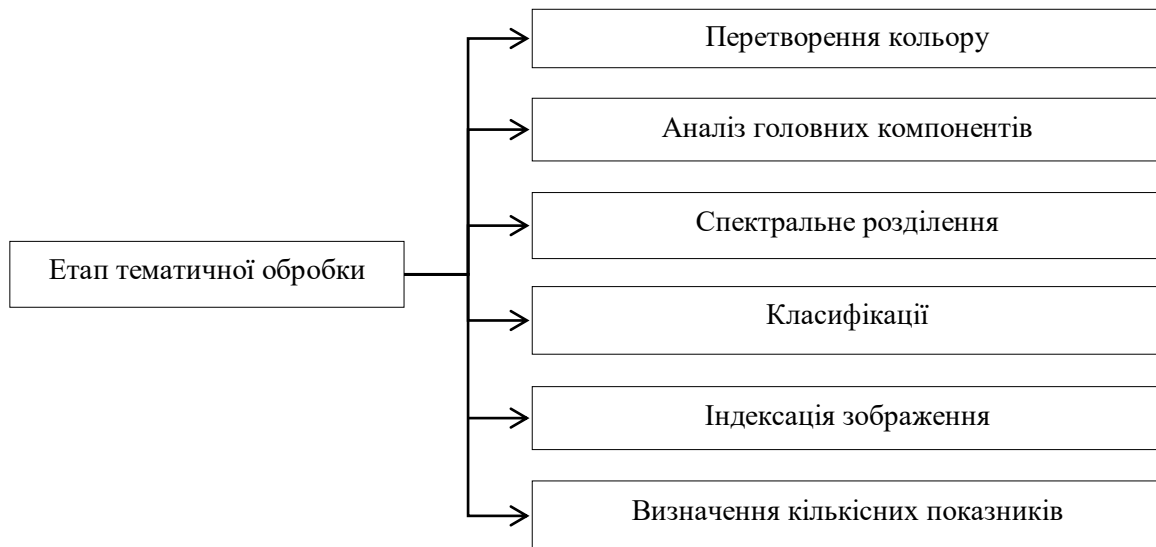 Перетворення кольору
Аналіз головних компонентів
Спектральне розділення
Етап тематичної обробки
Класифікації
Індексація зображення
Визначення кількісних показників